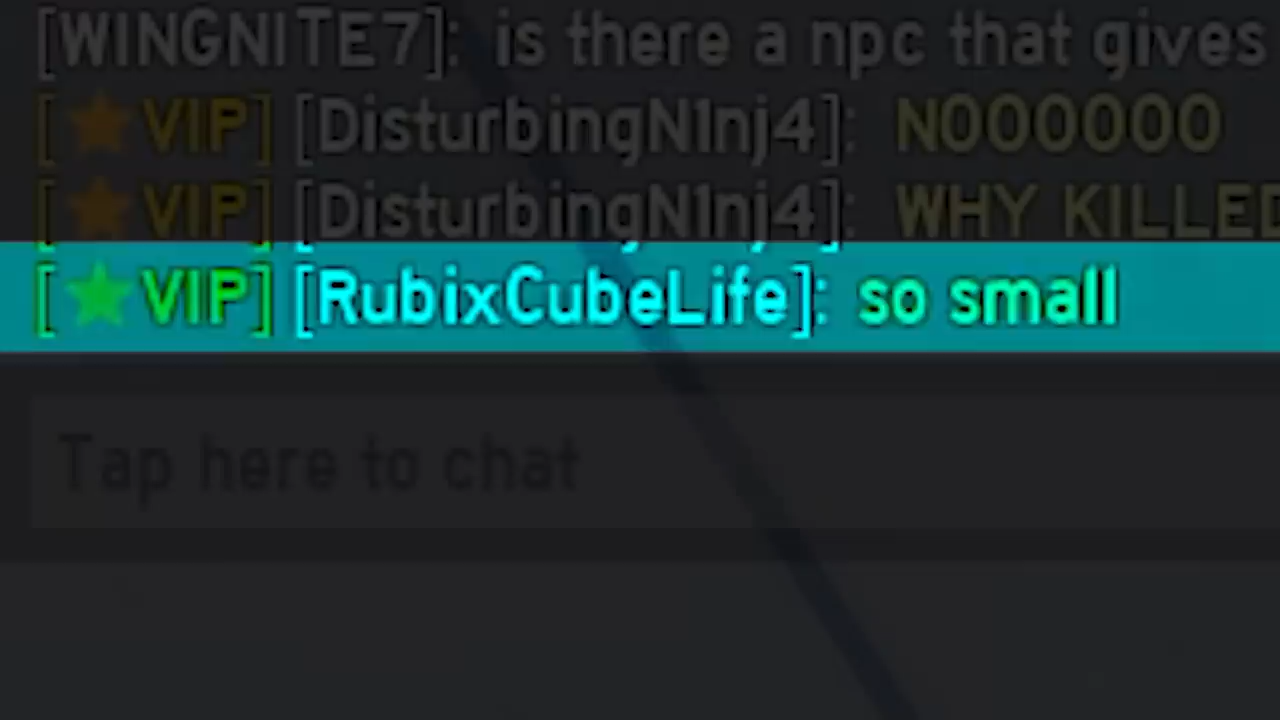 [WINGNITE7]: is there a npc that gives
[⭐VIP] [DisturbingN1nj4]: NOOOOOO
[⭐VIP] [DisturbingN1nj4]: WHY KILLED
[⭐VIP] [RubixCubeLife]: so small
Tap here to chat